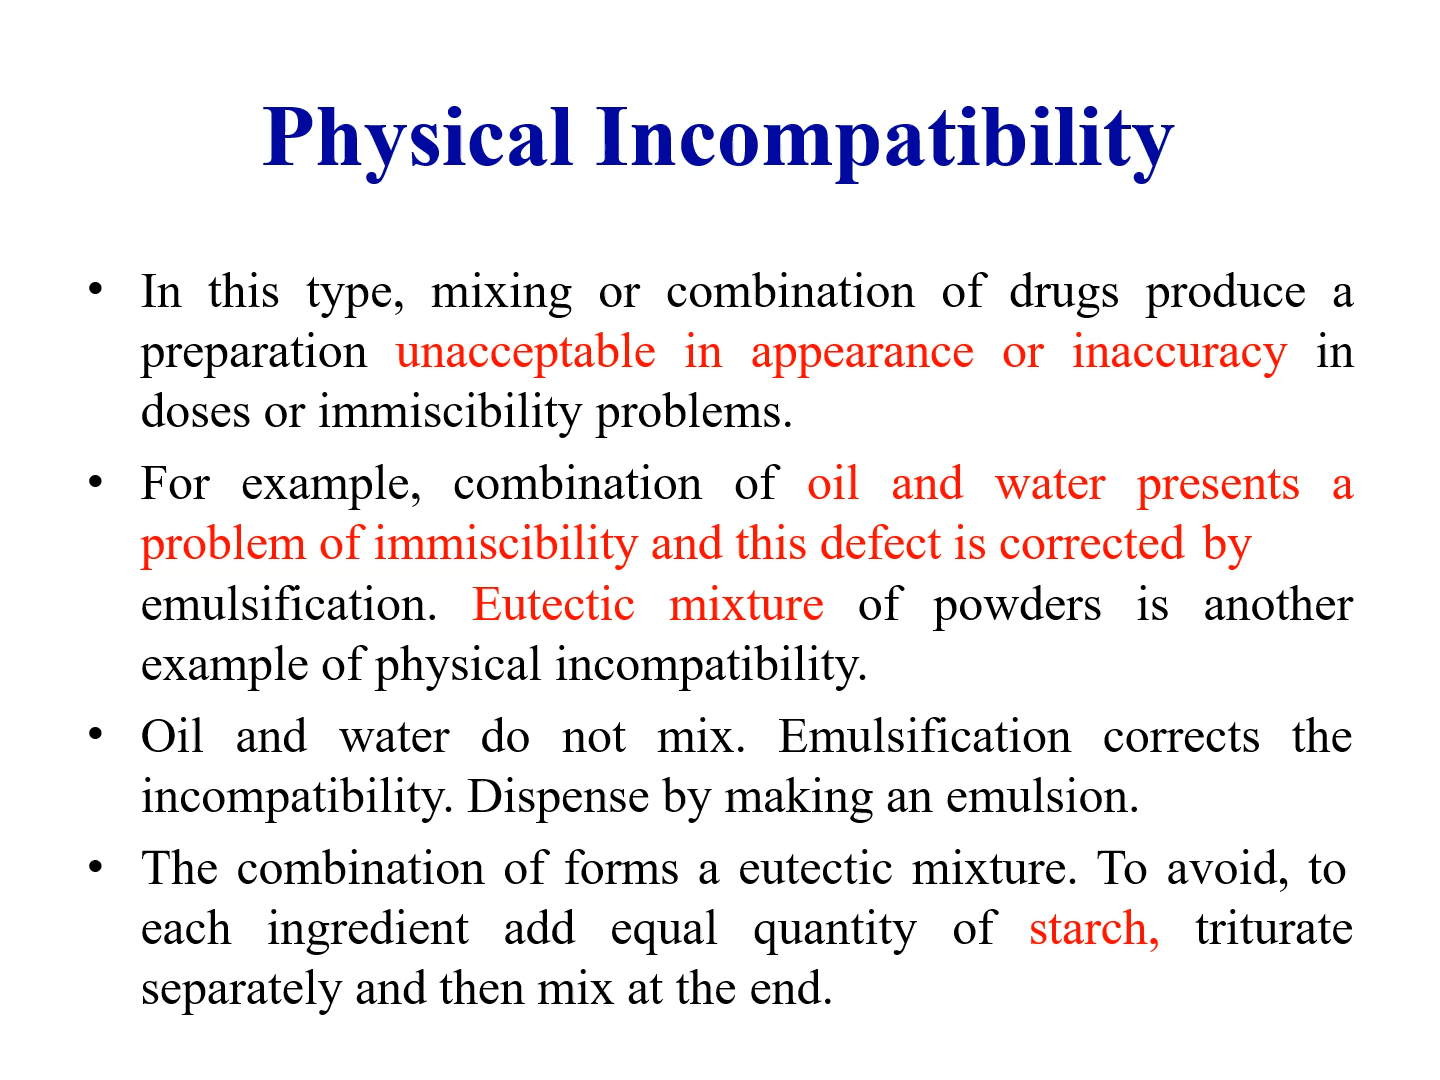 Physical Incompatibility
• In this type, mixing or combination of drugs produce a
preparation unacceptable in appearance or inaccuracy in
doses or immiscibility problems.
• For example, combination of oil and water presents a
problem of immiscibility and this defect is corrected by
emulsification. Eutectic mixture of powders is another
example of physical incompatibility.
• Oil and water do not mix. Emulsification corrects the
incompatibility. Dispense by making an emulsion.
• The combination of forms a eutectic mixture. To avoid, to
each ingredient add equal quantity of starch, triturate
separately and then mix at the end.